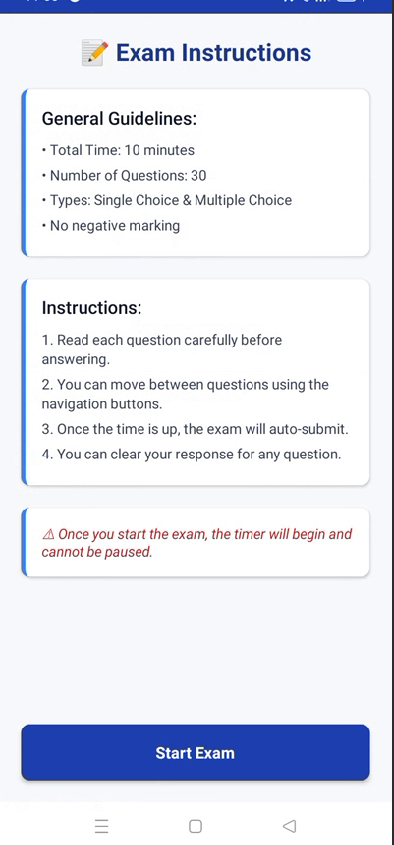 📝 Exam Instructions
General Guidelines:
• Total Time: 10 minutes
• Number of Questions: 30
• Types: Single Choice & Multiple Choice
• No negative marking
Instructions:
1. Read each question carefully before
answering.
2. You can move between questions using the
navigation buttons.
3. Once the time is up, the exam will auto-submit.
4. You can clear your response for any question.
⚠ Once you start the exam, the timer will begin and
cannot be paused.
Start Exam